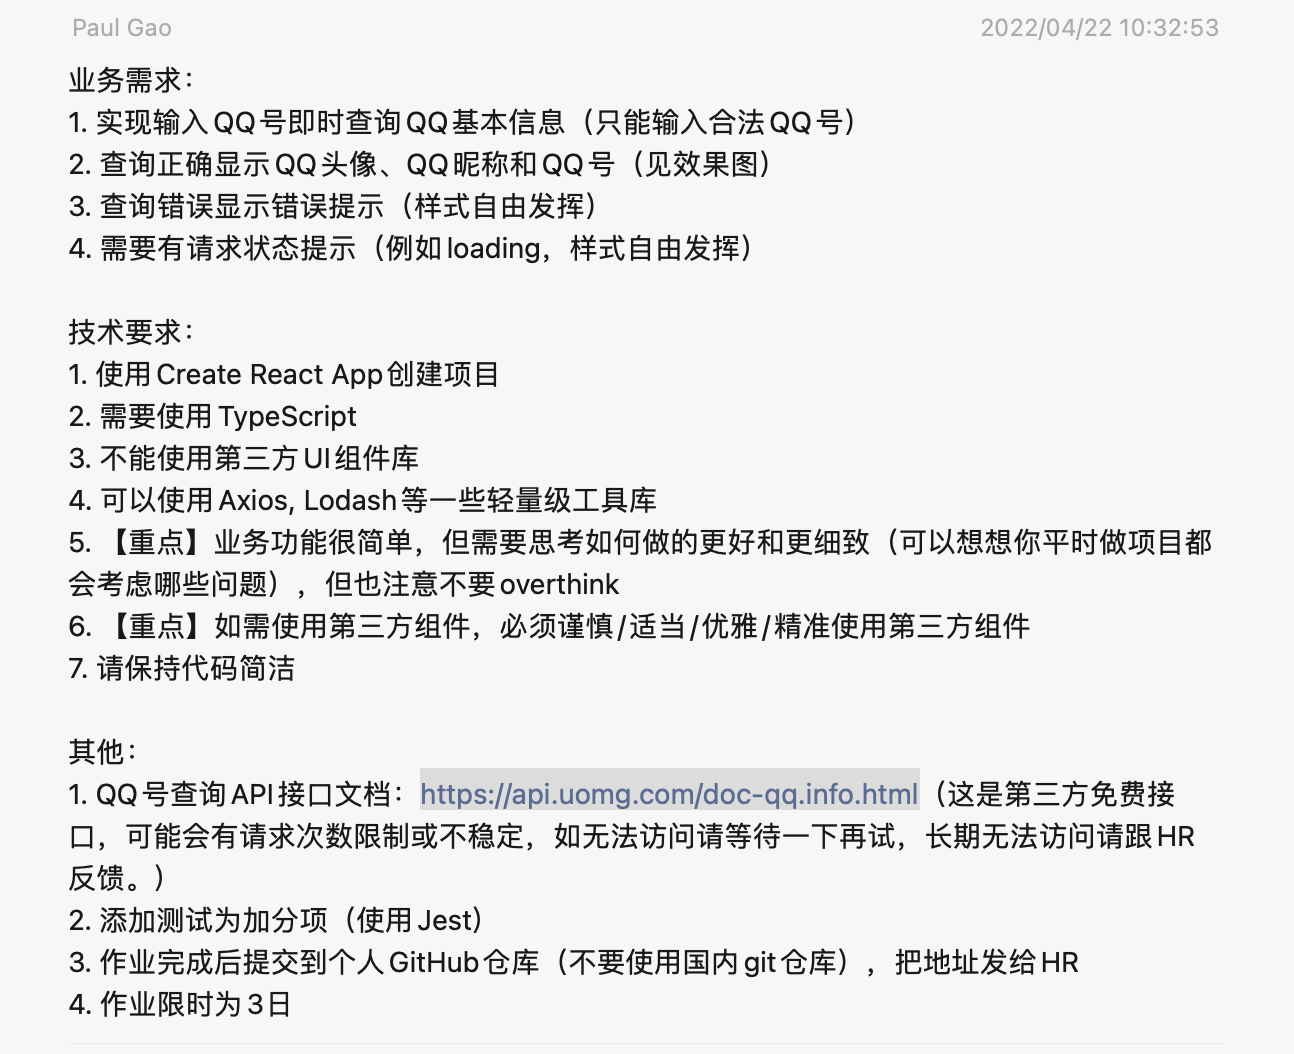 Paul Gao
2022/04/22 10:32:53
业务需求：
1. 实现输入QQ号即时查询QQ基本信息（只能输入合法QQ号）
2. 查询正确显示QQ头像、QQ昵称和QQ号（见效果图）
3. 查询错误显示错误提示（样式自由发挥）
4. 需要有请求状态提示（例如loading，样式自由发挥）
技术要求：
1. 使用Create React App创建项目
2. 需要使用TypeScript
3. 不能使用第三方UI组件库
4. 可以使用Axios, Lodash等一些轻量级工具库
5. 【重点】业务功能很简单，但需要思考如何做的更好和更细致（可以想想你平时做项目都
会考虑哪些问题），但也注意不要overthink
6. 【重点】如需使用第三方组件，必须谨慎/适当/优雅/精准使用第三方组件
7. 请保持代码简洁
其他：
1. QQ号查询API接口文档：https://api.uomg.com/doc-qq.info.html（这是第三方免费接
口，可能会有请求次数限制或不稳定，如无法访问请等待一下再试，长期无法访问请跟HR
反馈。）
2. 添加测试为加分项（使用Jest）
3. 作业完成后提交到个人GitHub仓库（不要使用国内git仓库），把地址发给HR
4. 作业限时为3日